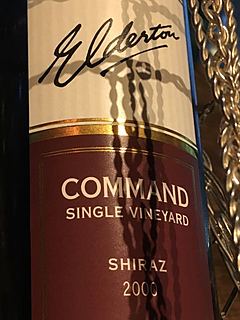 Elderton
COMMAND
SINGLE VINEYARD
SHIRAZ
2000